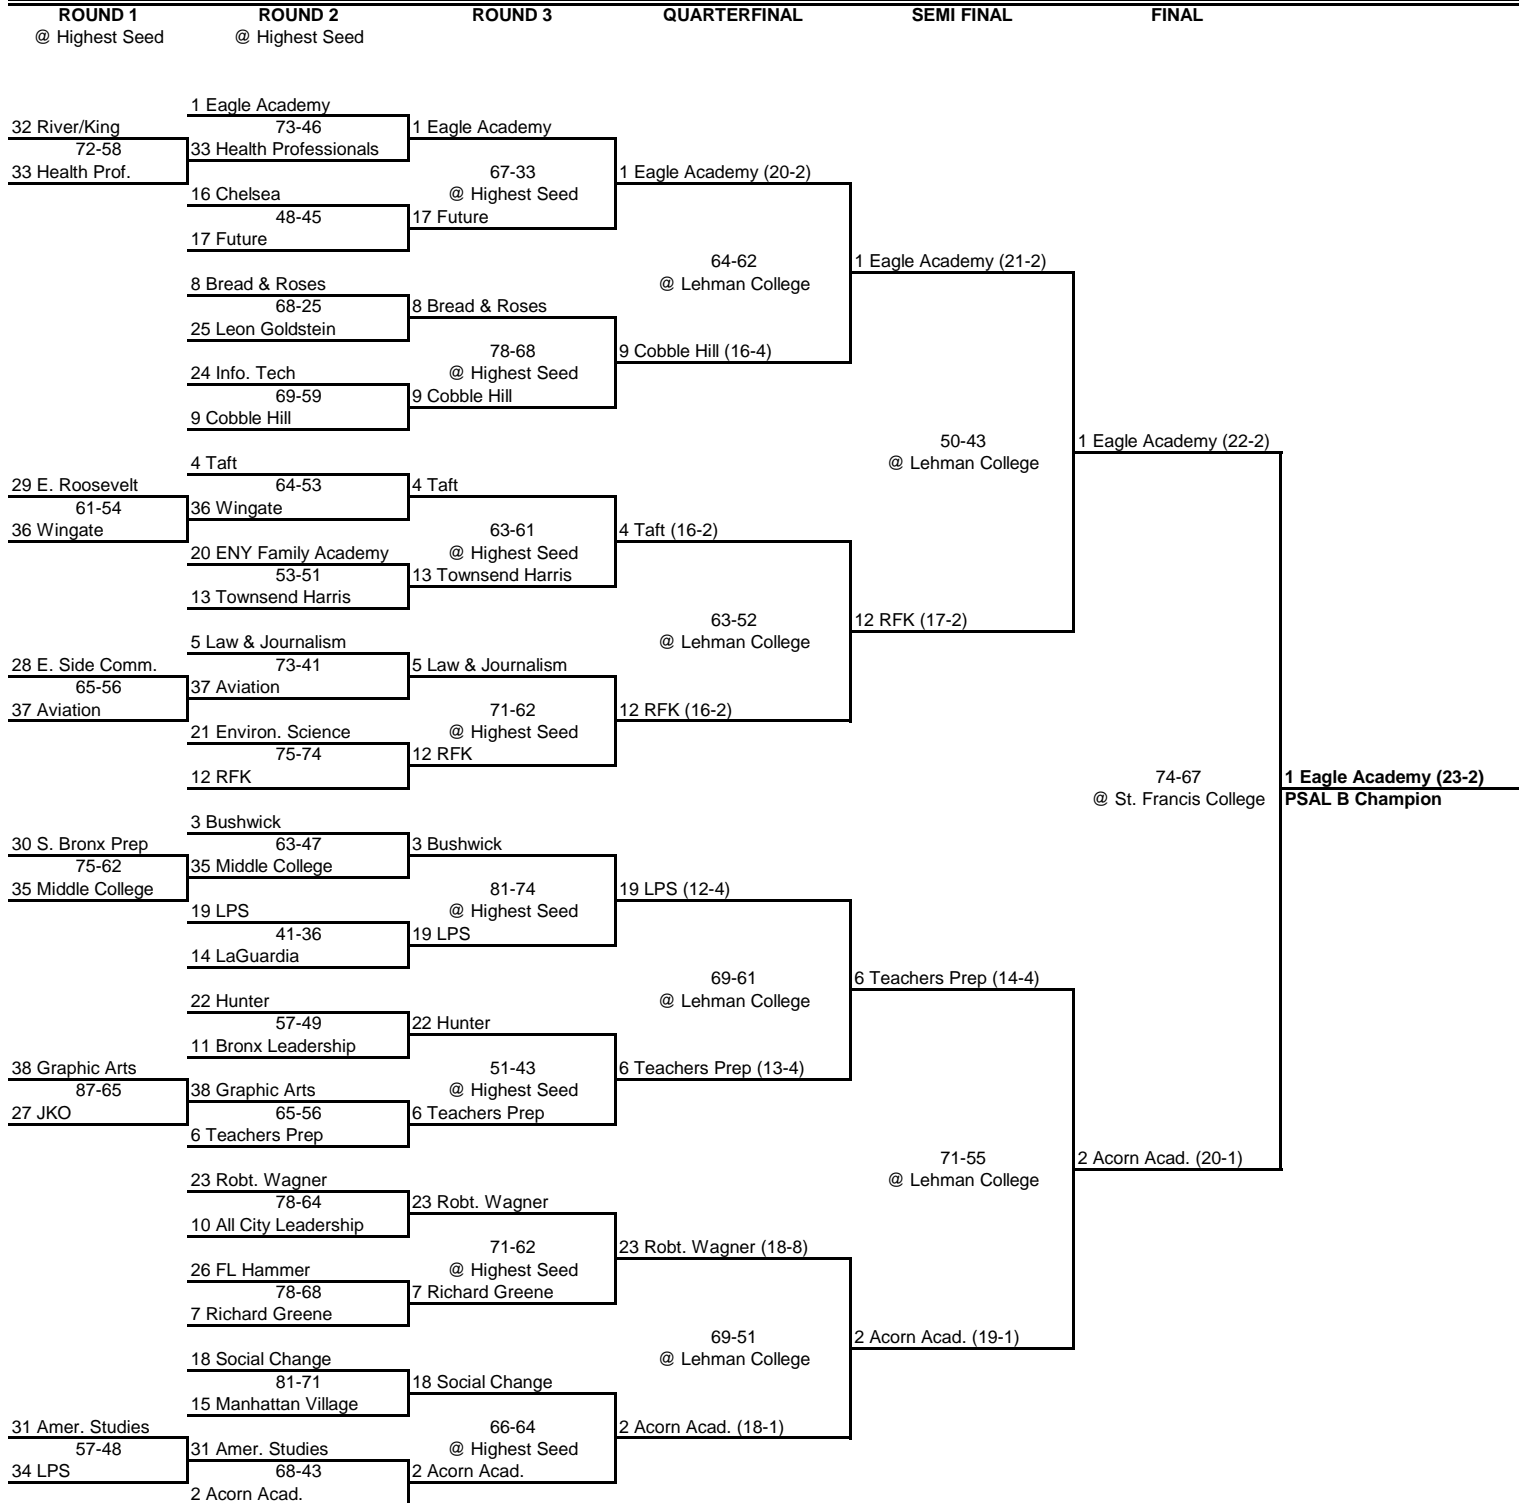 ROUND 1 ROUND 2 ROUND 3 QUARTERFINAL SEMI FINAL FINAL
@ Highest Seed @ Highest Seed
1 Eagle Academy
32 River/King 73-46 1 Eagle Academy
72-58 33 Health Professionals
33 Health Prof. 67-33 1 Eagle Academy (20-2)
16 Chelsea @ Highest Seed
48-45 17 Future
17 Future
64-62 1 Eagle Academy (21-2)
8 Bread & Roses @ Lehman College
68-25 8 Bread & Roses
25 Leon Goldstein
78-68 9 Cobble Hill (16-4)
24 Info. Tech @ Highest Seed
69-59 9 Cobble Hill
9 Cobble Hill
50-43 1 Eagle Academy (22-2)
4 Taft @ Lehman College
29 E. Roosevelt 64-53 4 Taft
61-54 36 Wingate
36 Wingate 63-61 4 Taft (16-2)
20 ENY Family Academy @ Highest Seed
53-51 13 Townsend Harris
13 Townsend Harris
63-52 12 RFK (17-2)
5 Law & Journalism @ Lehman College
28 E. Side Comm. 73-41 5 Law & Journalism
65-56 37 Aviation
37 Aviation 71-62 12 RFK (16-2)
21 Environ. Science @ Highest Seed
75-74 12 RFK
12 RFK 74-67 1 Eagle Academy (23-2)
@ St. Francis College PSAL B Champion
3 Bushwick
30 S. Bronx Prep 63-47 3 Bushwick
75-62 35 Middle College
35 Middle College 81-74 19 LPS (12-4)
19 LPS @ Highest Seed
41-36 19 LPS
14 LaGuardia
69-61 6 Teachers Prep (14-4)
22 Hunter @ Lehman College
57-49 22 Hunter
11 Bronx Leadership
38 Graphic Arts 51-43 6 Teachers Prep (13-4)
87-65 38 Graphic Arts @ Highest Seed
27 JKO 65-56 6 Teachers Prep
6 Teachers Prep
71-55 2 Acorn Acad. (20-1)
23 Robt. Wagner @ Lehman College
78-64 23 Robt. Wagner
10 All City Leadership
71-62 23 Robt. Wagner (18-8)
26 FL Hammer @ Highest Seed
78-68 7 Richard Greene
7 Richard Greene
69-51 2 Acorn Acad. (19-1)
18 Social Change @ Lehman College
81-71 18 Social Change
15 Manhattan Village
31 Amer. Studies 66-64 2 Acorn Acad. (18-1)
57-48 31 Amer. Studies @ Highest Seed
34 LPS 68-43 2 Acorn Acad.
2 Acorn Acad.